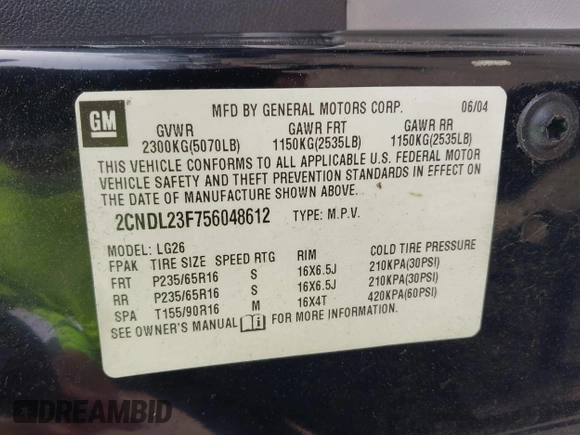 GM
MFD BY GENERAL MOTORS CORP. 06/04
GVWR GAWR FRT GAWR RR
2300KG(5070LB) 1150KG(2535LB) 1150KG(2535LB)
THIS VEHICLE CONFORMS TO ALL APPLICABLE U.S. FEDERAL MOTOR
VEHICLE SAFETY AND THEFT PREVENTION STANDARDS IN EFFECT ON
THE DATE OF MANUFACTURE SHOWN ABOVE.
2CNDL23F756048612 TYPE: M.P.V.
MODEL: LG26
FPAK TIRE SIZE SPEED RTG RIM COLD TIRE PRESSURE
FRT P235/65R16 S 16X6.5J 210KPA(30PSI)
RR P235/65R16 S 16X6.5J 210KPA(30PSI)
SPA T155/90R16 M 16X4T 420KPA(60PSI)
SEE OWNER'S MANUAL FOR MORE INFORMATION.
DREAMBID